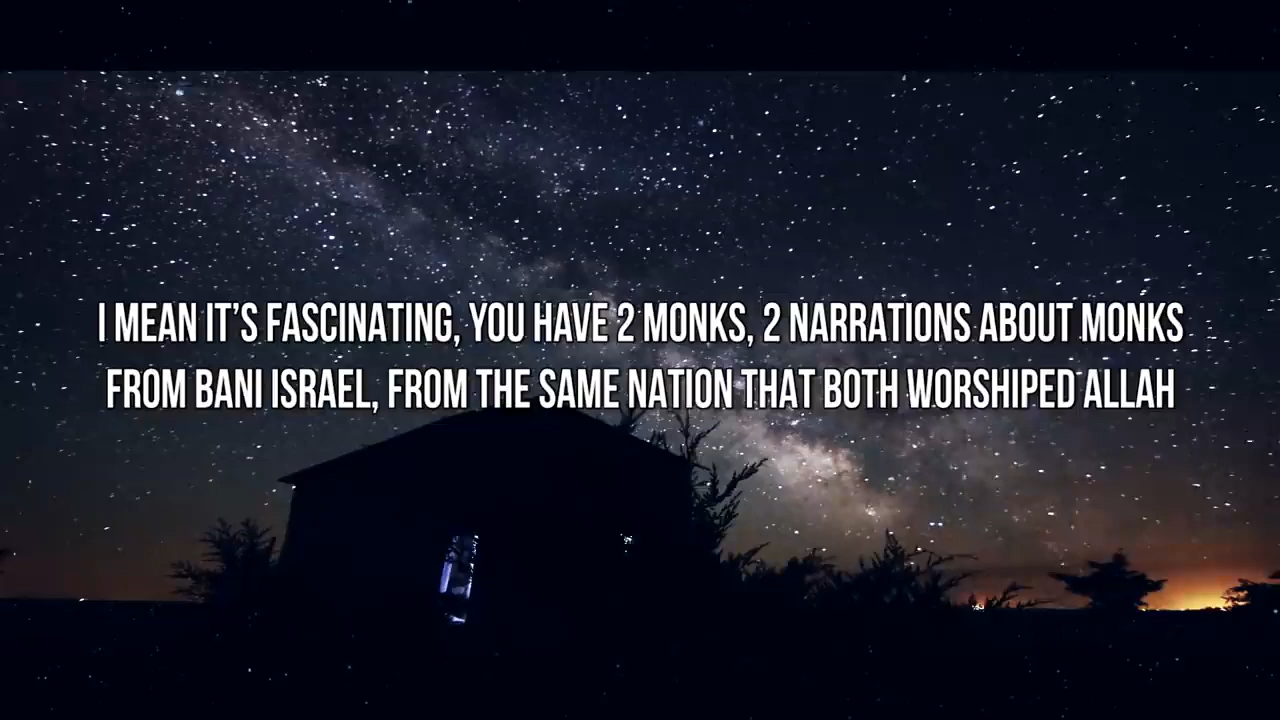 I MEAN IT'S FASCINATING, YOU HAVE 2 MONKS, 2 NARRATIONS ABOUT MONKS
FROM BANI ISRAEL, FROM THE SAME NATION THAT BOTH WORSHIPED ALLAH